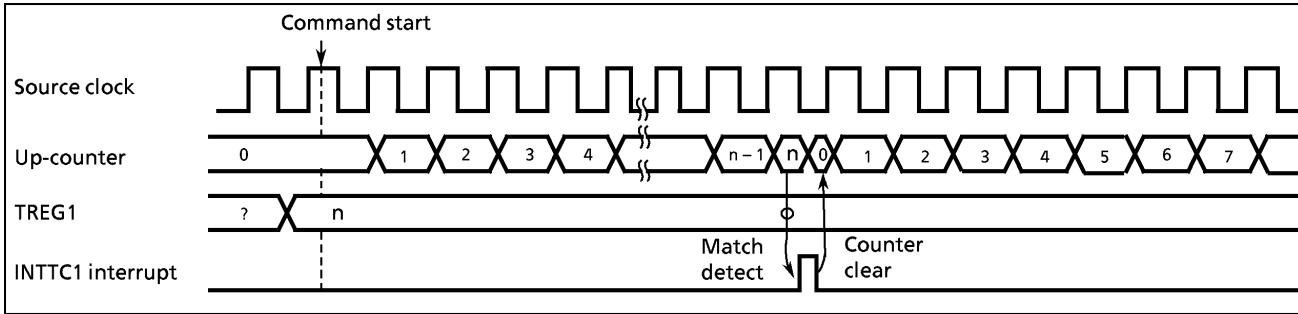 Command start
Source clock
Up-counter 0 1 2 3 4 n – 1 n 0 1 2 3 4 5 6 7
TREG1 ? n
Match detect
Counter clear
INTTC1 interrupt